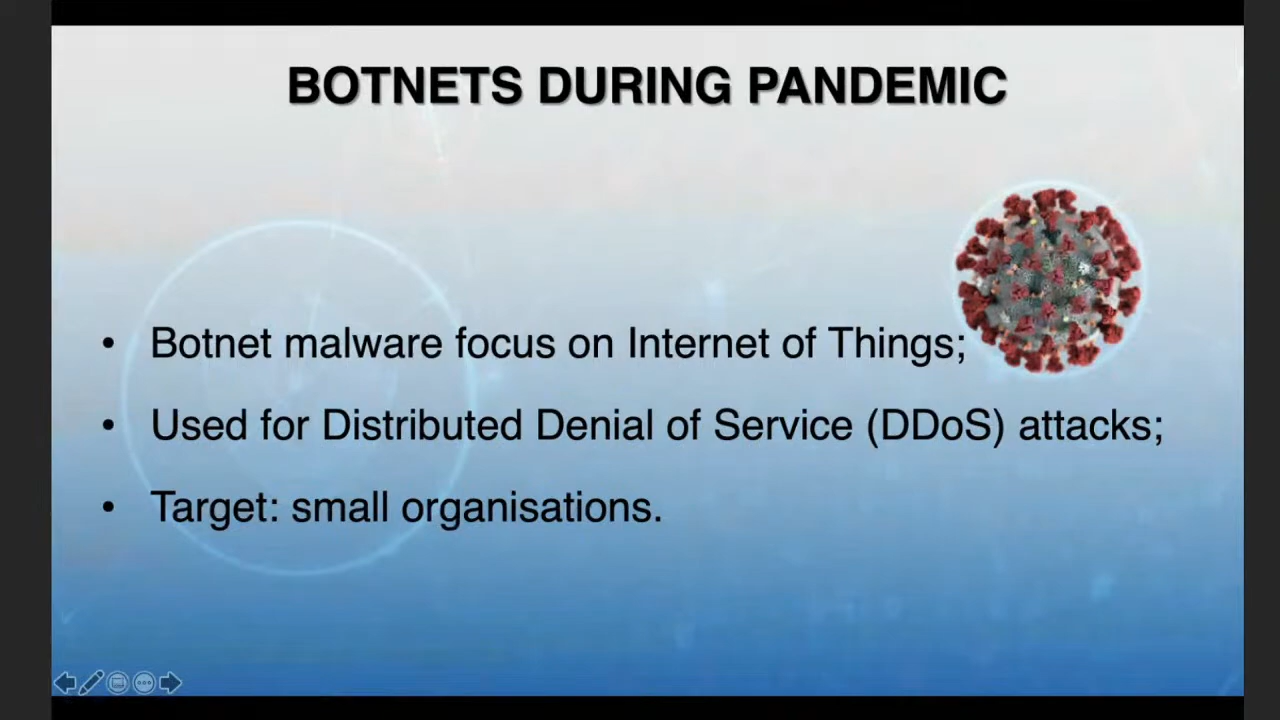 BOTNETS DURING PANDEMIC
• Botnet malware focus on Internet of Things;
• Used for Distributed Denial of Service (DDoS) attacks;
• Target: small organisations.